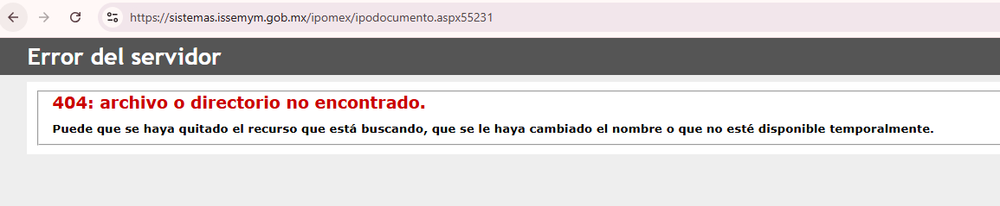 https://sistemas.issemym.gob.mx/ipomex/ipodocumento.aspx55231
Error del servidor
404: archivo o directorio no encontrado.
Puede que se haya quitado el recurso que está buscando, que se le haya cambiado el nombre o que no esté disponible temporalmente.